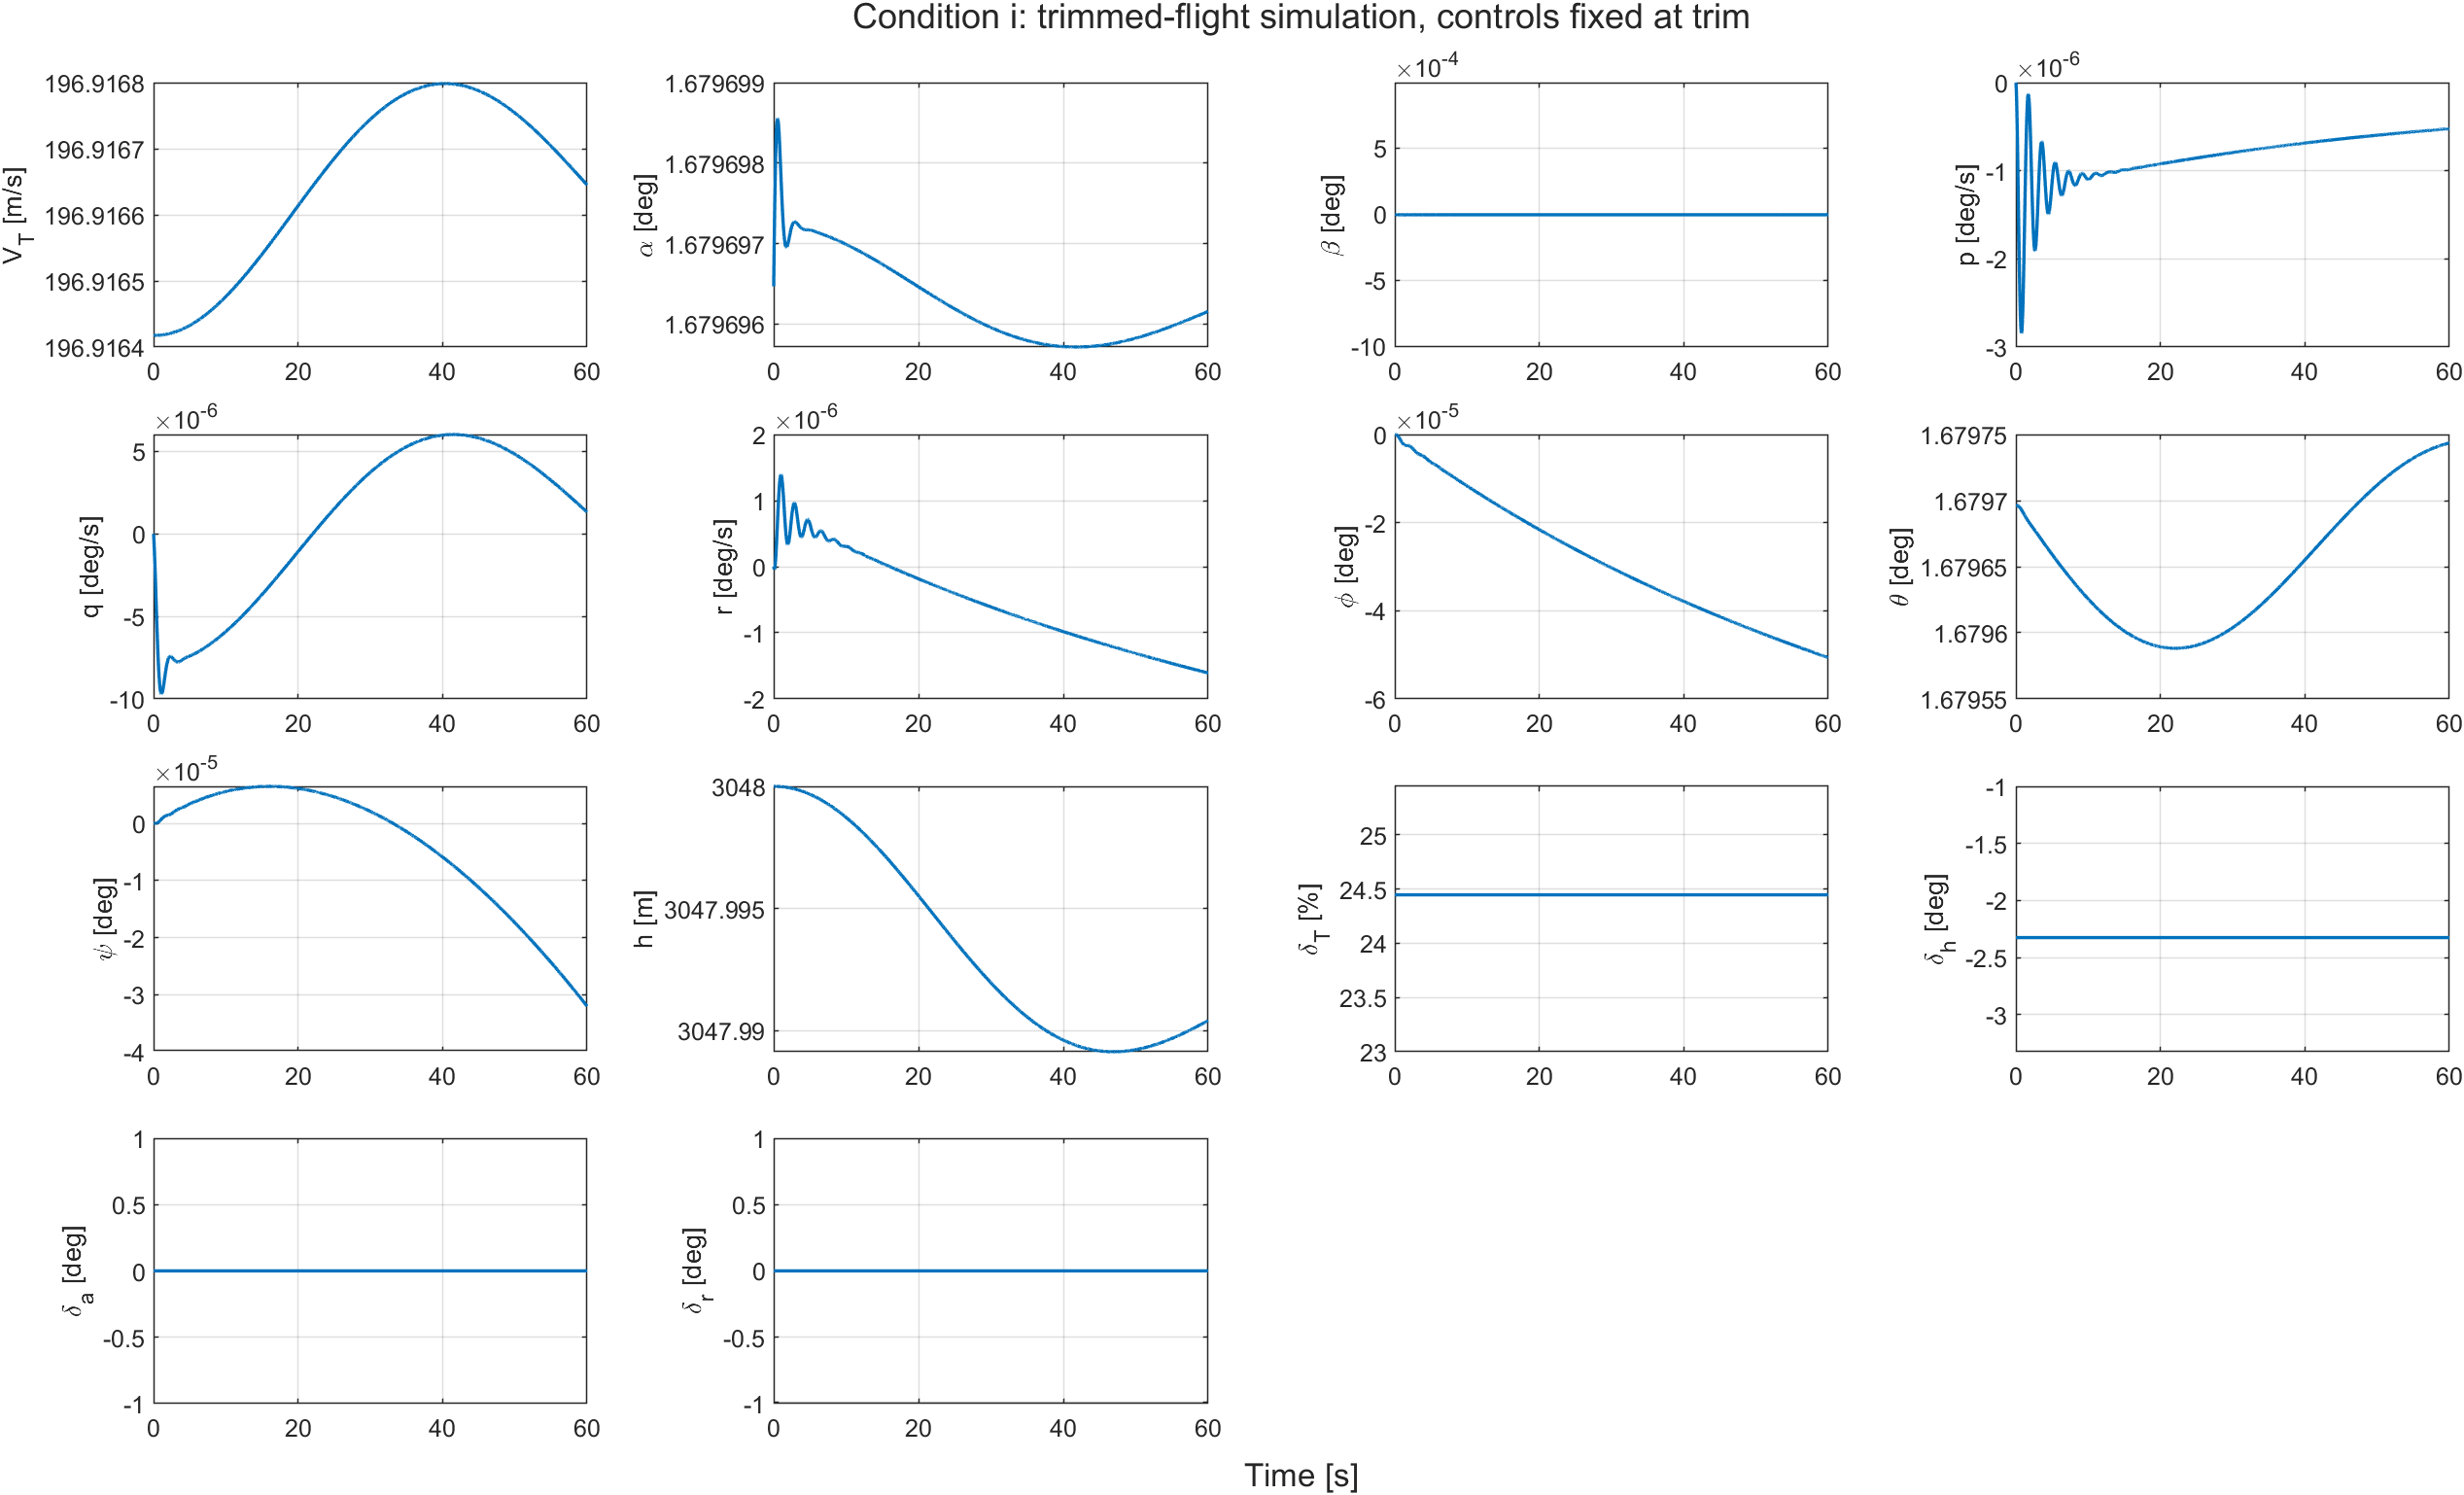 Condition i: trimmed-flight simulation, controls fixed at trim
196.9168
196.9167
196.9166
196.9165
196.9164
V_T [m/s]
0 20 40 60
1.679699
1.679698
1.679697
1.679696
α [deg]
0 20 40 60
×10^-4
5
0
-5
-10
β [deg]
0 20 40 60
×10^-6
0
-1
-2
-3
p [deg/s]
0 20 40 60
×10^-6
5
0
-5
-10
q [deg/s]
0 20 40 60
×10^-6
2
1
0
-1
-2
r [deg/s]
0 20 40 60
×10^-5
0
-2
-4
-6
ϕ [deg]
0 20 40 60
1.67975
1.6797
1.67965
1.6796
1.67955
θ [deg]
0 20 40 60
×10^-5
0
-1
-2
-3
-4
ψ [deg]
0 20 40 60
3048
3047.995
3047.99
h [m]
0 20 40 60
25
24.5
24
23.5
23
δ_T [%]
0 20 40 60
-1
-1.5
-2
-2.5
-3
δ_h [deg]
0 20 40 60
1
0.5
0
-0.5
-1
δ_a [deg]
0 20 40 60
1
0.5
0
-0.5
-1
δ_r [deg]
0 20 40 60
Time [s]